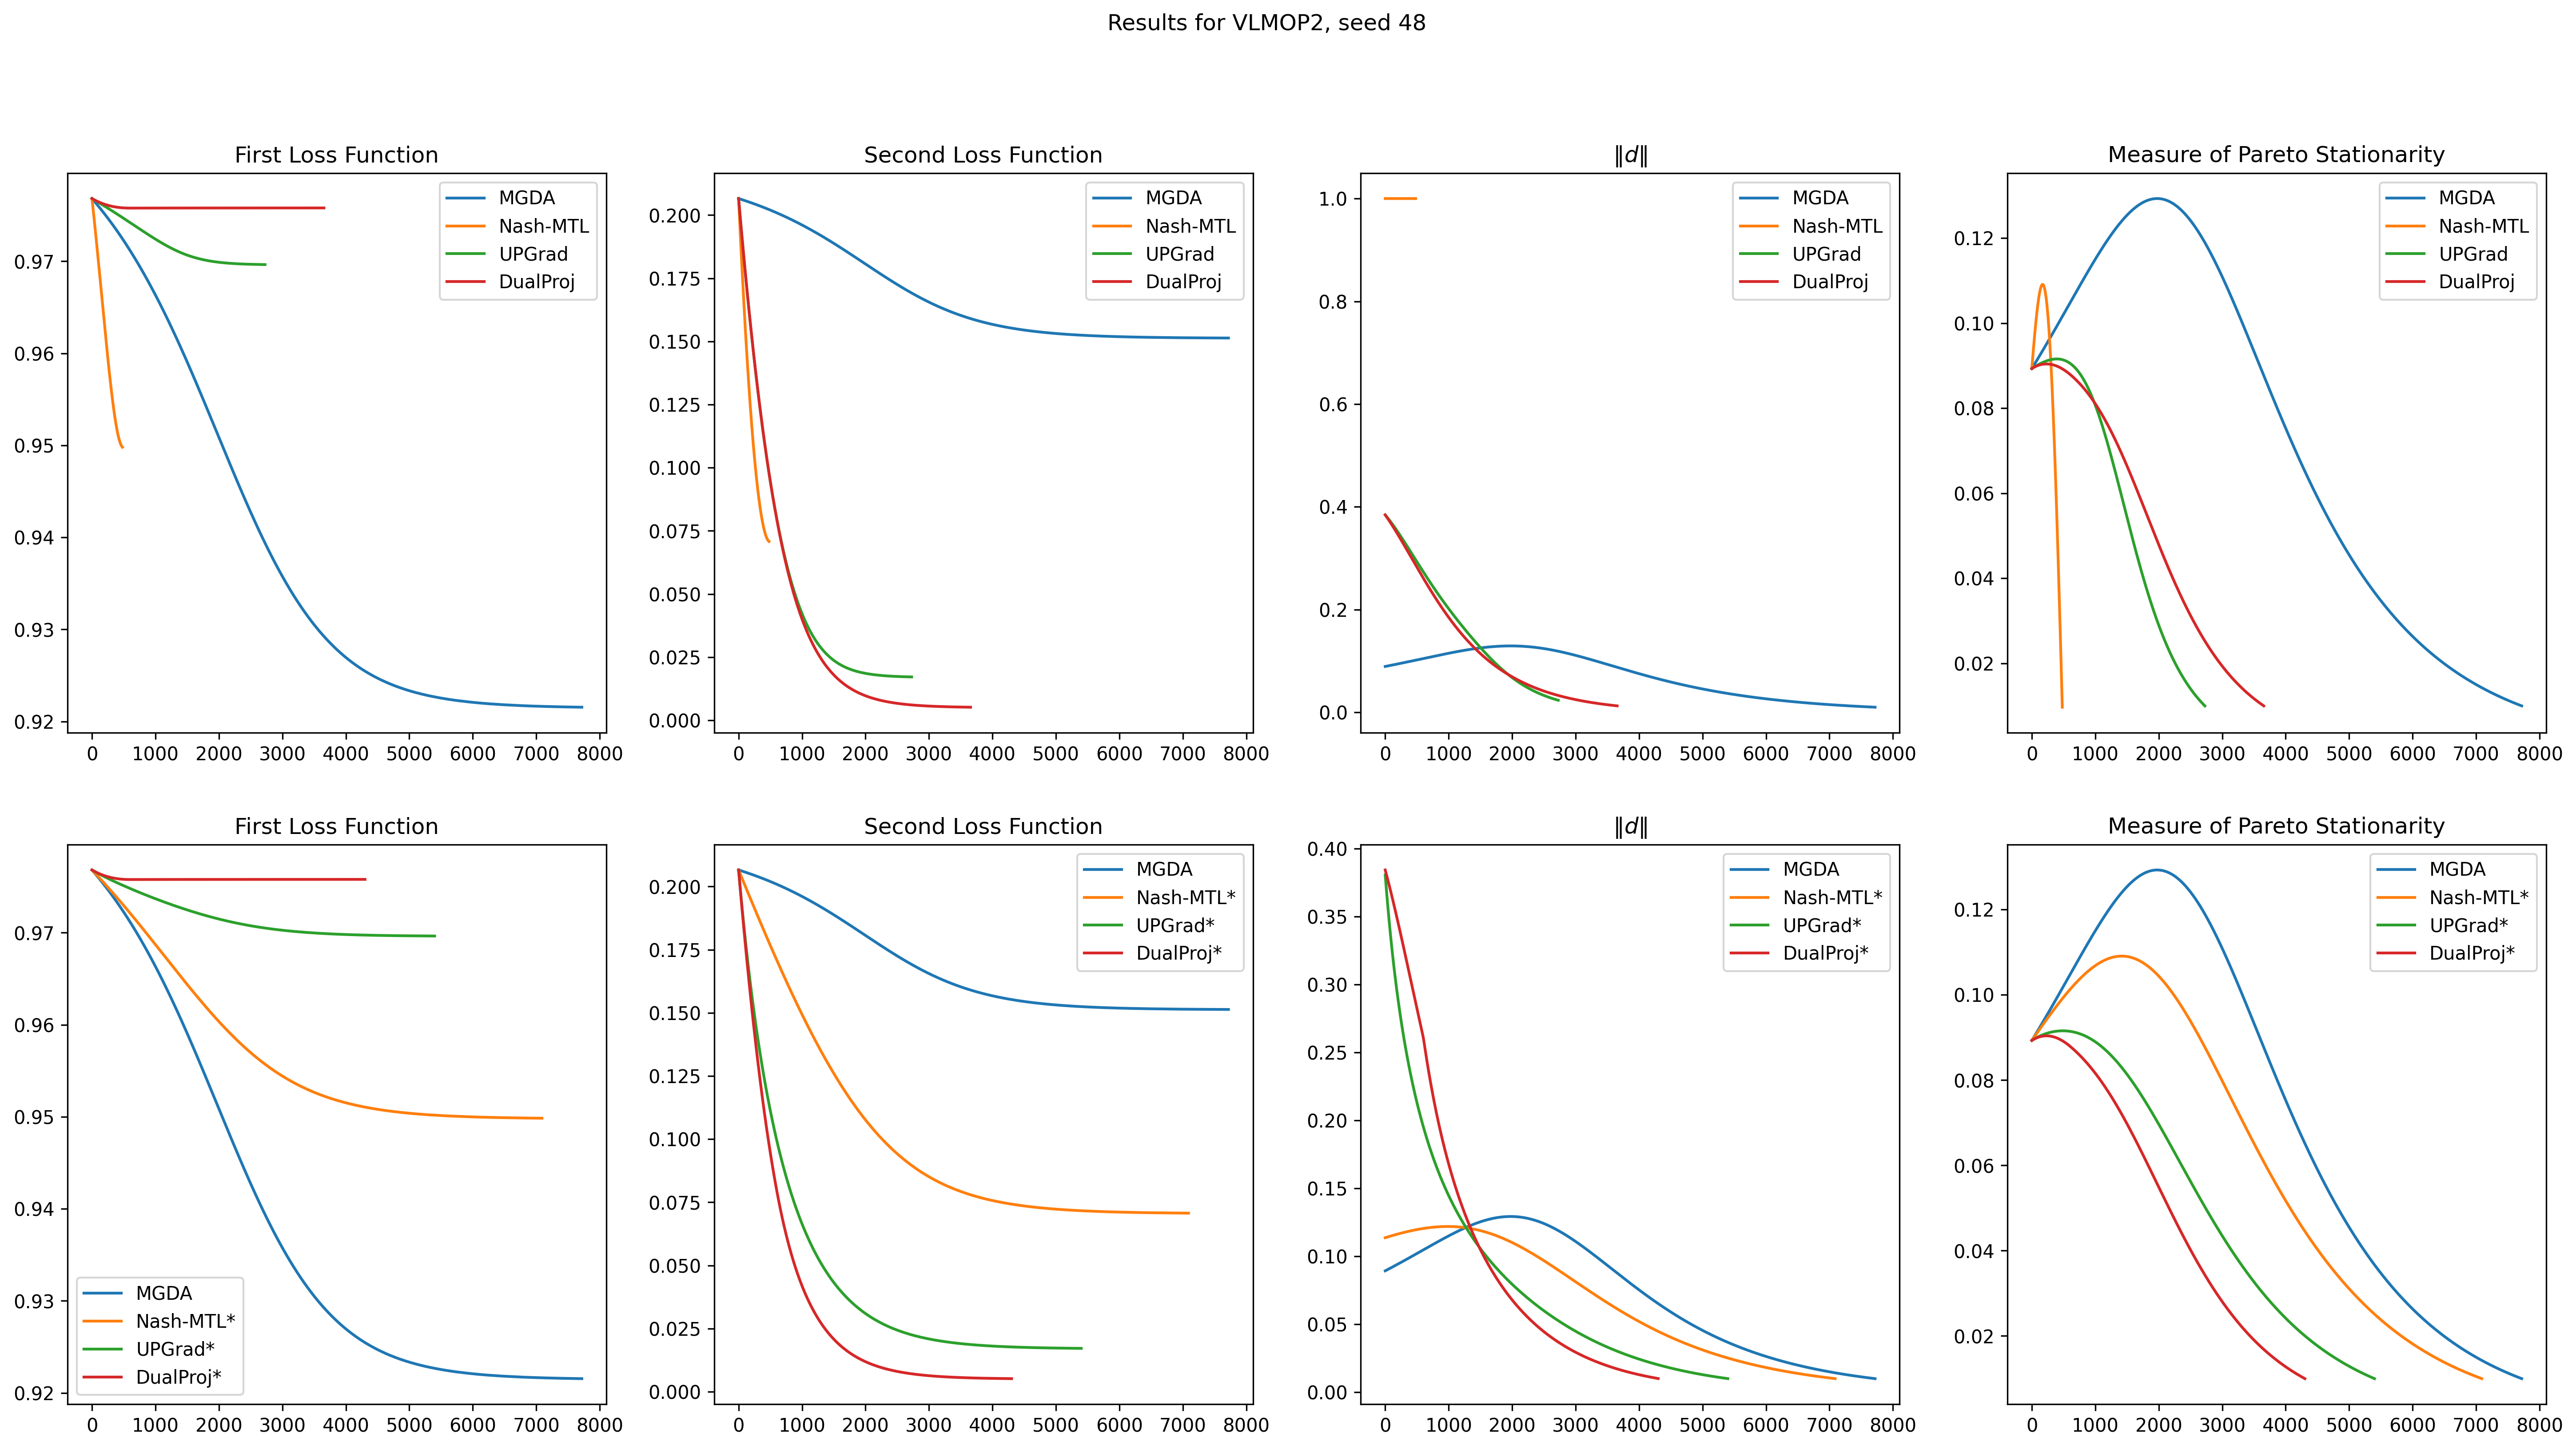 Results for VLMOP2, seed 48
First Loss Function
0.97
0.96
0.95
0.94
0.93
0.92
0 1000 2000 3000 4000 5000 6000 7000 8000
MGDA
Nash-MTL
UPGrad
DualProj
Second Loss Function
0.200
0.175
0.150
0.125
0.100
0.075
0.050
0.025
0.000
0 1000 2000 3000 4000 5000 6000 7000 8000
MGDA
Nash-MTL
UPGrad
DualProj
‖d‖
1.0
0.8
0.6
0.4
0.2
0.0
0 1000 2000 3000 4000 5000 6000 7000 8000
MGDA
Nash-MTL
UPGrad
DualProj
Measure of Pareto Stationarity
0.12
0.10
0.08
0.06
0.04
0.02
0 1000 2000 3000 4000 5000 6000 7000 8000
MGDA
Nash-MTL
UPGrad
DualProj
First Loss Function
0.97
0.96
0.95
0.94
0.93
0.92
0 1000 2000 3000 4000 5000 6000 7000 8000
MGDA
Nash-MTL*
UPGrad*
DualProj*
Second Loss Function
0.200
0.175
0.150
0.125
0.100
0.075
0.050
0.025
0.000
0 1000 2000 3000 4000 5000 6000 7000 8000
MGDA
Nash-MTL*
UPGrad*
DualProj*
‖d‖
0.40
0.35
0.30
0.25
0.20
0.15
0.10
0.05
0.00
0 1000 2000 3000 4000 5000 6000 7000 8000
MGDA
Nash-MTL*
UPGrad*
DualProj*
Measure of Pareto Stationarity
0.12
0.10
0.08
0.06
0.04
0.02
0 1000 2000 3000 4000 5000 6000 7000 8000
MGDA
Nash-MTL*
UPGrad*
DualProj*